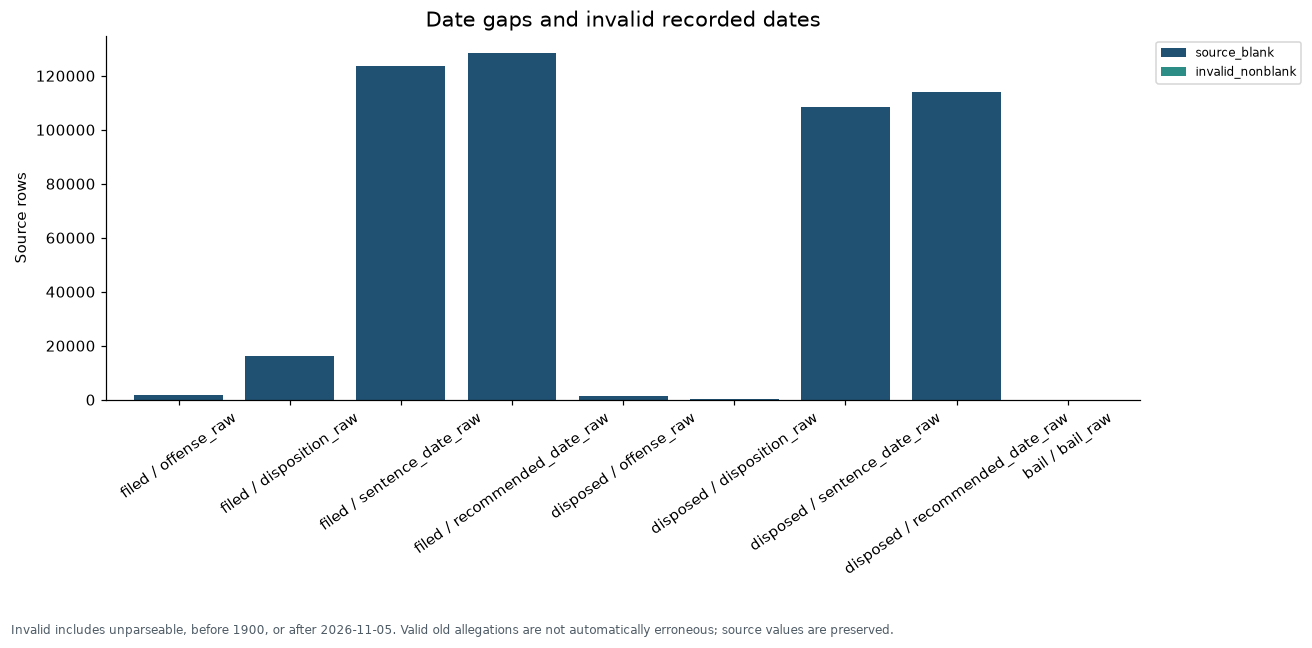 Date gaps and invalid recorded dates
source_blank
invalid_nonblank
Source rows
120000
100000
80000
60000
40000
20000
0
filed / offense_raw
filed / disposition_raw
filed / sentence_date_raw
filed / recommended_date_raw
disposed / offense_raw
disposed / disposition_raw
disposed / sentence_date_raw
disposed / recommended_date_raw
bail / bail_raw
Invalid includes unparseable, before 1900, or after 2026-11-05. Valid old allegations are not automatically erroneous; source values are preserved.